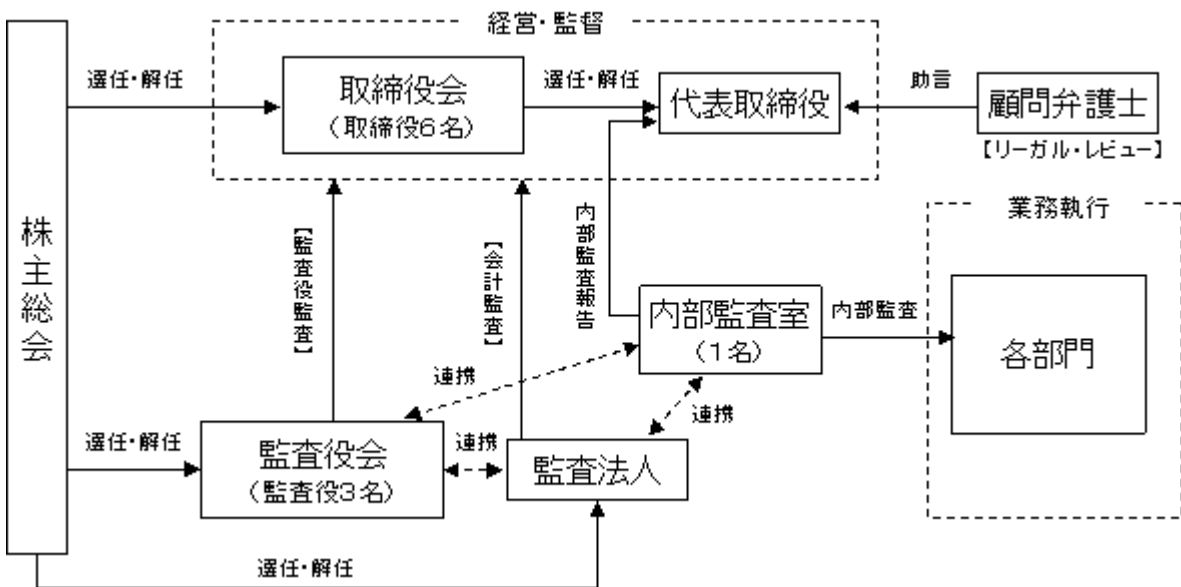 経営・監督
選任・解任
取締役会
（取締役6名）
選任・解任
代表取締役
助言
顧問弁護士
【リーガル・レビュー】
株主総会
【監査役監査】
【会計監査】
内部監査報告
業務執行
内部監査室
（1名）
内部監査
各部門
連携
連携
選任・解任
監査役会
（監査役3名）
連携
監査法人
選任・解任